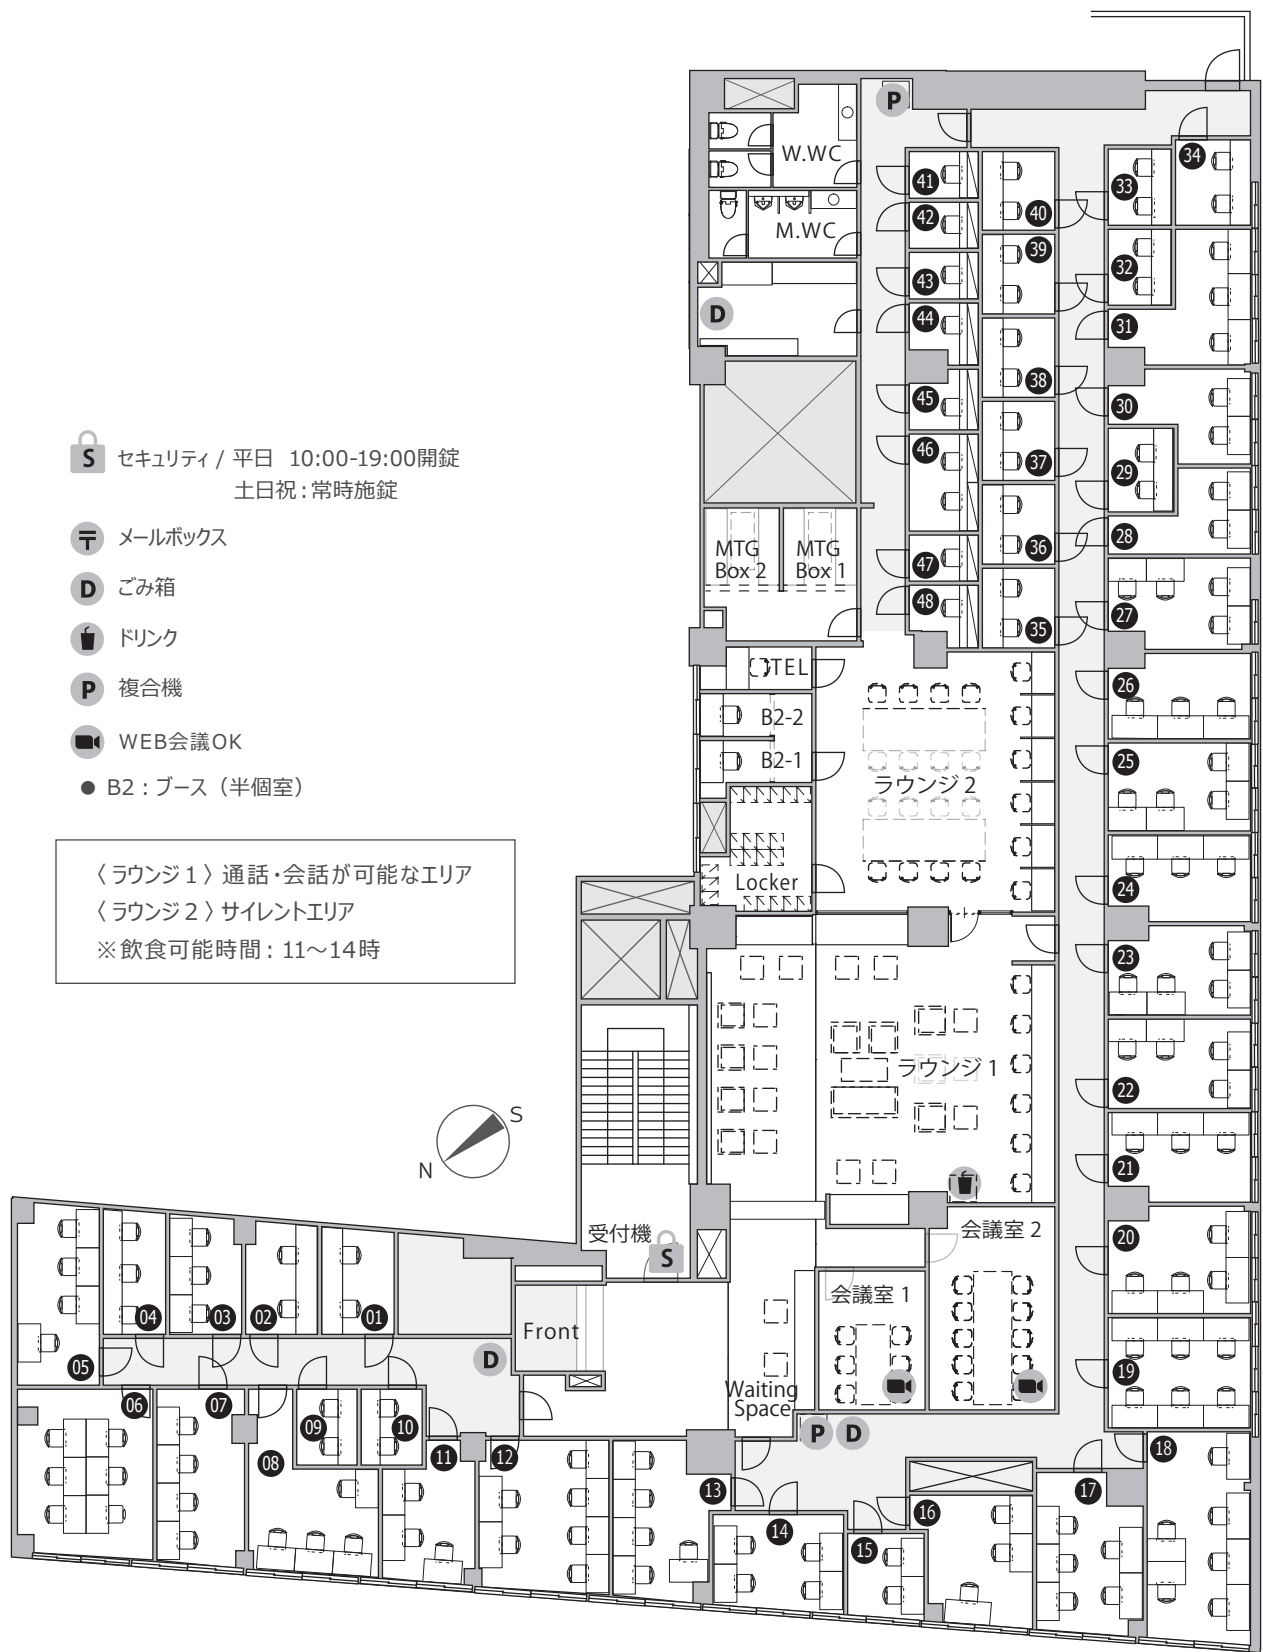 P
W.WC
M.WC
D
41
42
43
44
45
46
47
48
40
39
38
37
36
35
34
33
32
31
30
29
28
27
26
25
24
23
22
21
20
19
18
S セキュリティ / 平日 10:00-19:00開錠
土日祝 : 常時施錠
〒 メールボックス
D ごみ箱
ドリンク
P 複合機
WEB会議OK
● B2 : ブース（半個室）
〈 ラウンジ 1 〉 通話・会話が可能なエリア
〈 ラウンジ 2 〉 サイレントエリア
※飲食可能時間 : 11〜14時
MTG
Box 2
MTG
Box 1
TEL
B2-2
B2-1
ラウンジ 2
Locker
ラウンジ 1
S
N
受付機
S
会議室 2
会議室 1
Front
Waiting
Space
D
P
D
05
04
03
02
01
06
07
08
09
10
11
12
13
14
15
16
17